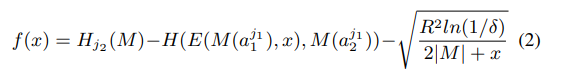 f(x) = H_{j_2}(M)−H(E(M(a_1^{j_1}), x), M(a_2^{j_1}))−\sqrt{\frac{R^2 ln(1/δ)}{2|M| + x}} (2)